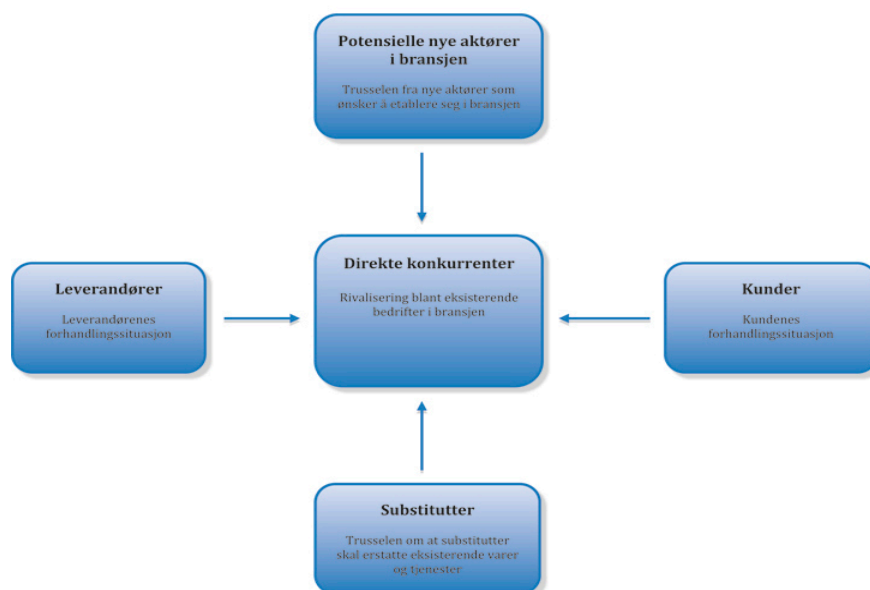 Potensielle nye aktører
i bransjen
Trusselen fra nye aktører som
ønsker å etablere seg i bransjen
Leverandører
Leverandørenes
forhandlingssituasjon
Direkte konkurrenter
Rivalisering blant eksisterende
bedrifter i bransjen
Kunder
Kundenes
forhandlingssituasjon
Substitutter
Trusselen om at substitutter
skal erstatte eksisterende varer
og tjenester